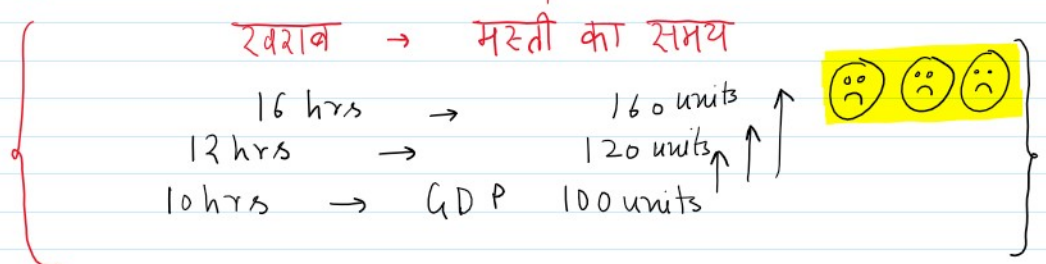 खराब → मस्ती का समय
16 hrs → 160 units
12 hrs → 120 units
10 hrs → GDP 100 units